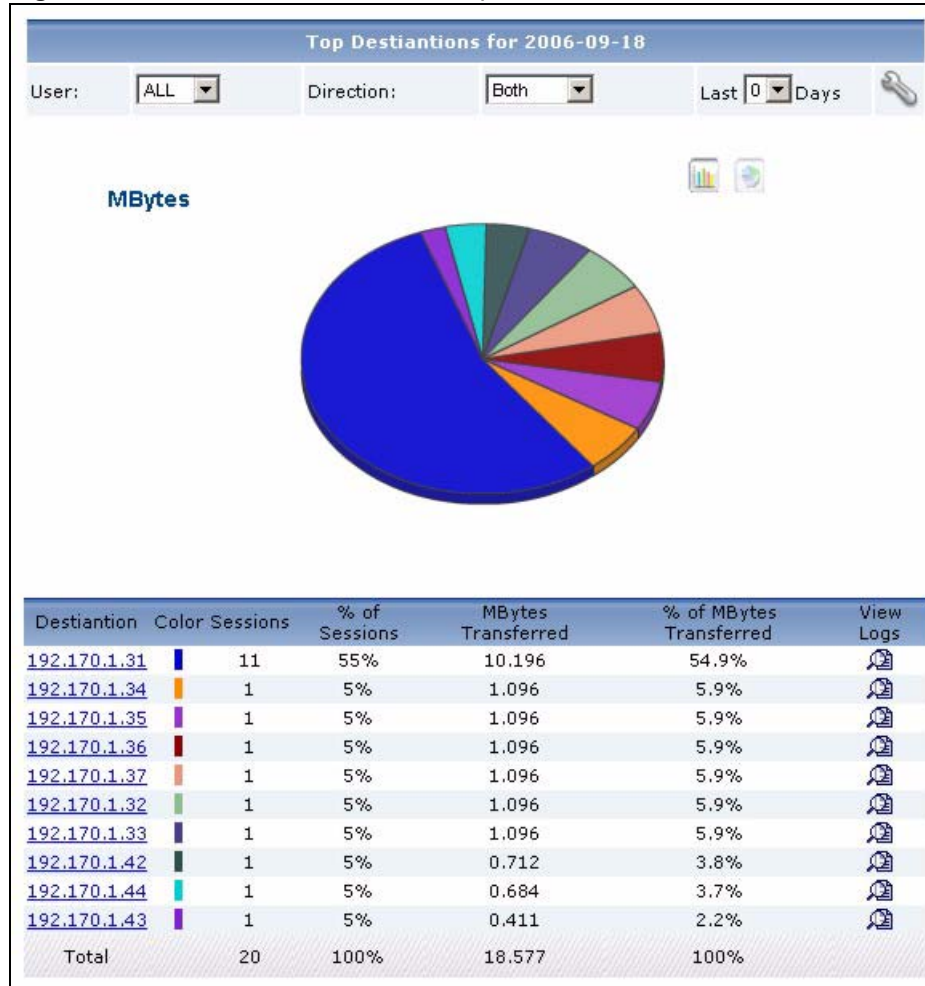 Top Destiantions for 2006-09-18
User: ALL Direction: Both Last 0 Days
MBytes
Destiantion Color Sessions % of Sessions MBytes Transferred % of MBytes Transferred View Logs
192.170.1.31 11 55% 10.196 54.9%
192.170.1.34 1 5% 1.096 5.9%
192.170.1.35 1 5% 1.096 5.9%
192.170.1.36 1 5% 1.096 5.9%
192.170.1.37 1 5% 1.096 5.9%
192.170.1.32 1 5% 1.096 5.9%
192.170.1.33 1 5% 1.096 5.9%
192.170.1.42 1 5% 0.712 3.8%
192.170.1.44 1 5% 0.684 3.7%
192.170.1.43 1 5% 0.411 2.2%
Total 20 100% 18.577 100%